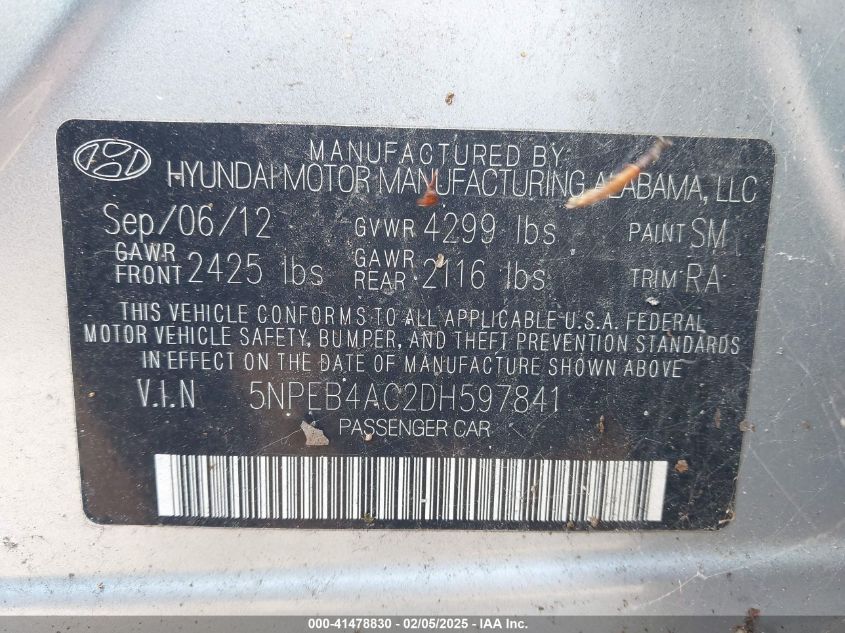 MANUFACTURED BY
HYUNDAI MOTOR MANUFACTURING ALABAMA, LLC
Sep/06/12 GVWR 4299 lbs PAINT SM
GAWR FRONT 2425 lbs GAWR REAR 2116 lbs TRIM RA
THIS VEHICLE CONFORMS TO ALL APPLICABLE U.S.A. FEDERAL
MOTOR VEHICLE SAFETY, BUMPER, AND THEFT PREVENTION STANDARDS
IN EFFECT ON THE DATE OF MANUFACTURE SHOWN ABOVE.
V.I.N 5NPEB4AC2DH597841
PASSENGER CAR
000-41478830 - 02/05/2025 - IAA Inc.